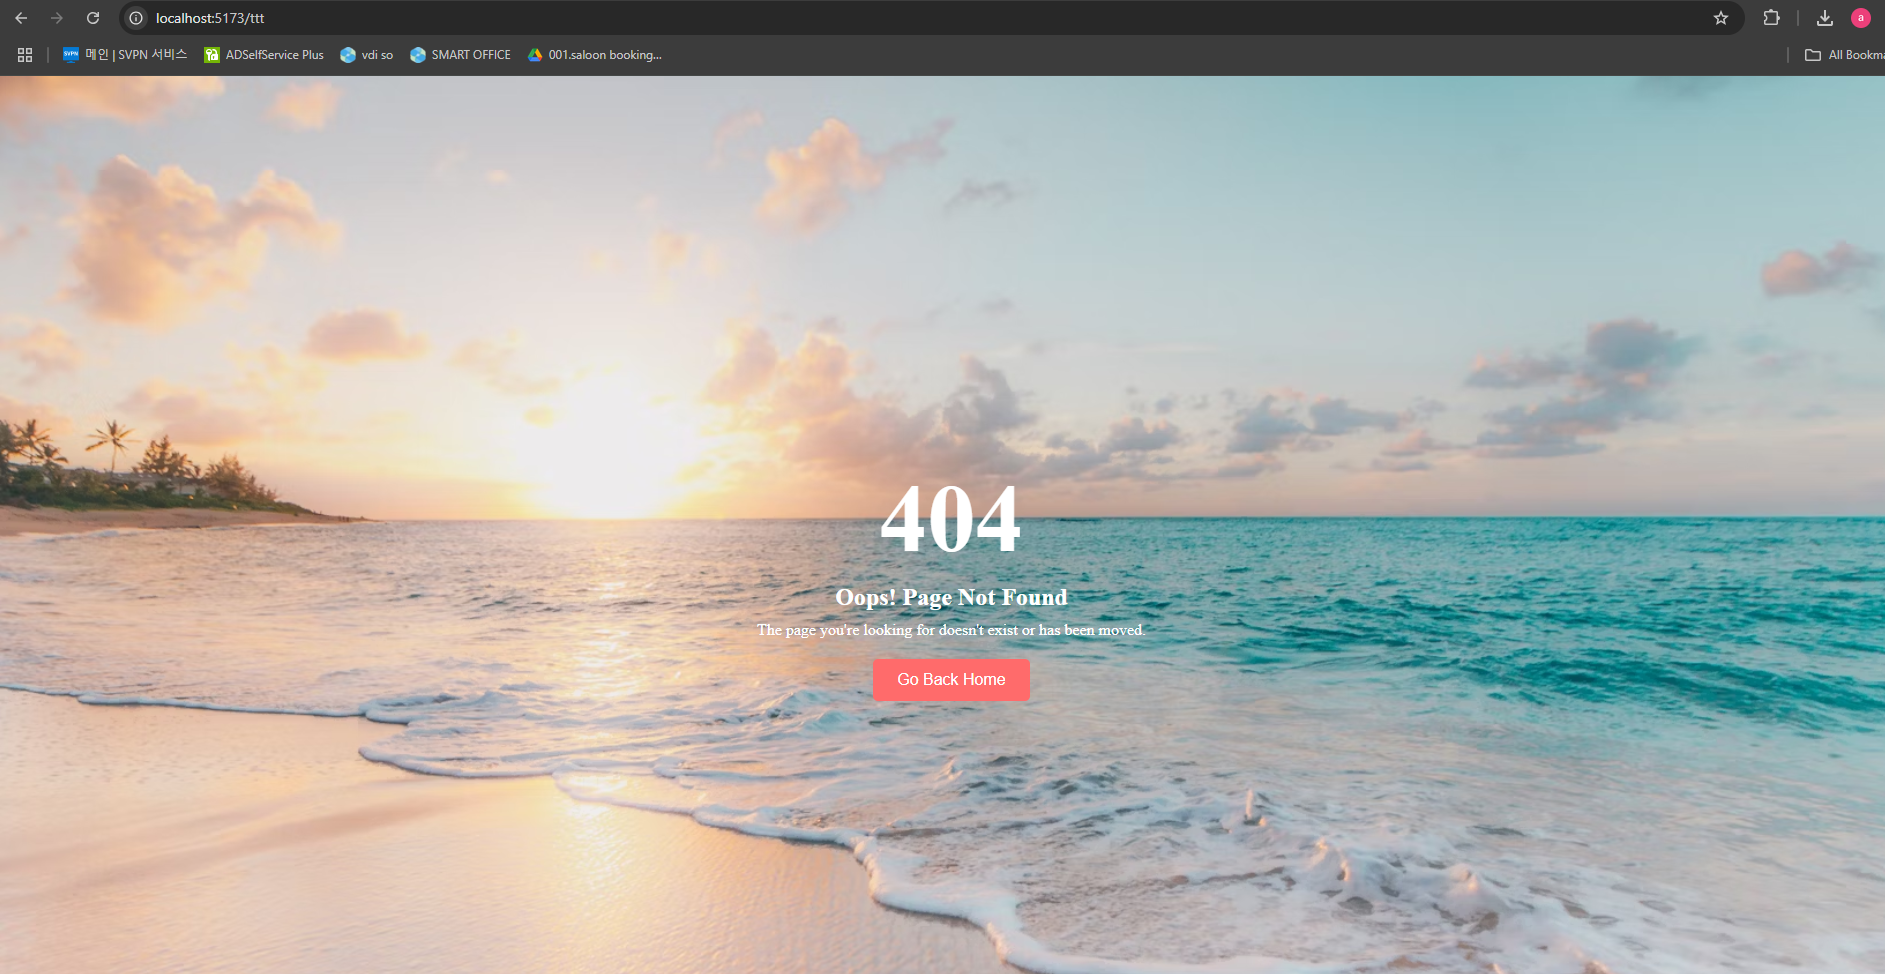 localhost:5173/ttt
a
SVPN 메인 | SVPN 서비스
ADSelfService Plus
vdi so
SMART OFFICE
001.saloon booking...
All Bookma
404
Oops! Page Not Found
The page you're looking for doesn't exist or has been moved.
Go Back Home